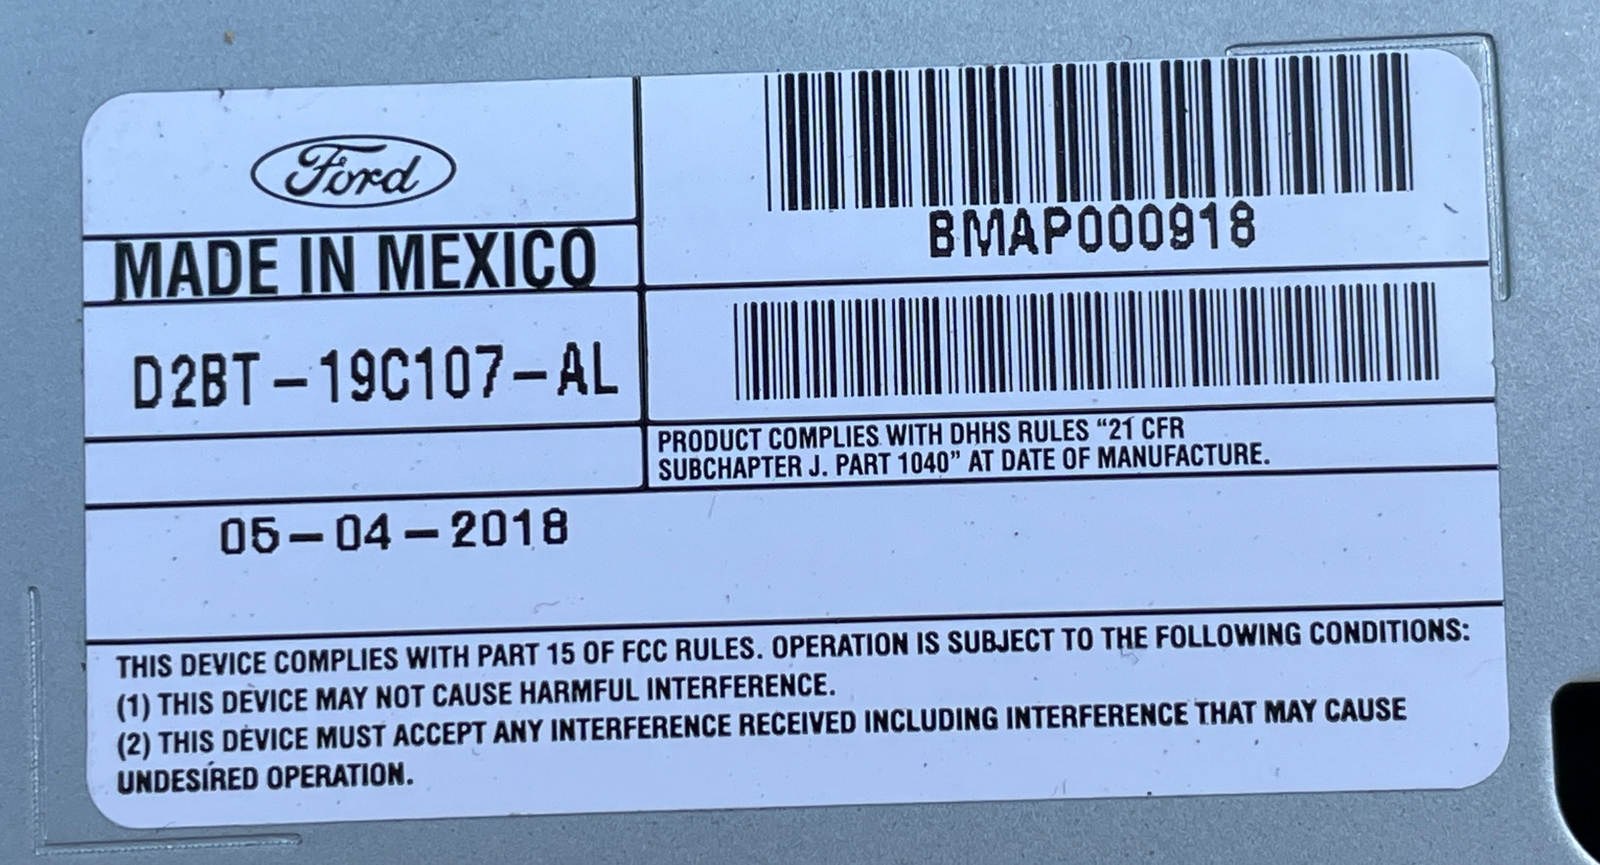 Ford
MADE IN MEXICO
D2BT-19C107-AL
BMAP000918
PRODUCT COMPLIES WITH DHHS RULES “21 CFR
SUBCHAPTER J. PART 1040” AT DATE OF MANUFACTURE.
05-04-2018
THIS DEVICE COMPLIES WITH PART 15 OF FCC RULES. OPERATION IS SUBJECT TO THE FOLLOWING CONDITIONS:
(1) THIS DEVICE MAY NOT CAUSE HARMFUL INTERFERENCE.
(2) THIS DEVICE MUST ACCEPT ANY INTERFERENCE RECEIVED INCLUDING INTERFERENCE THAT MAY CAUSE
UNDESIRED OPERATION.